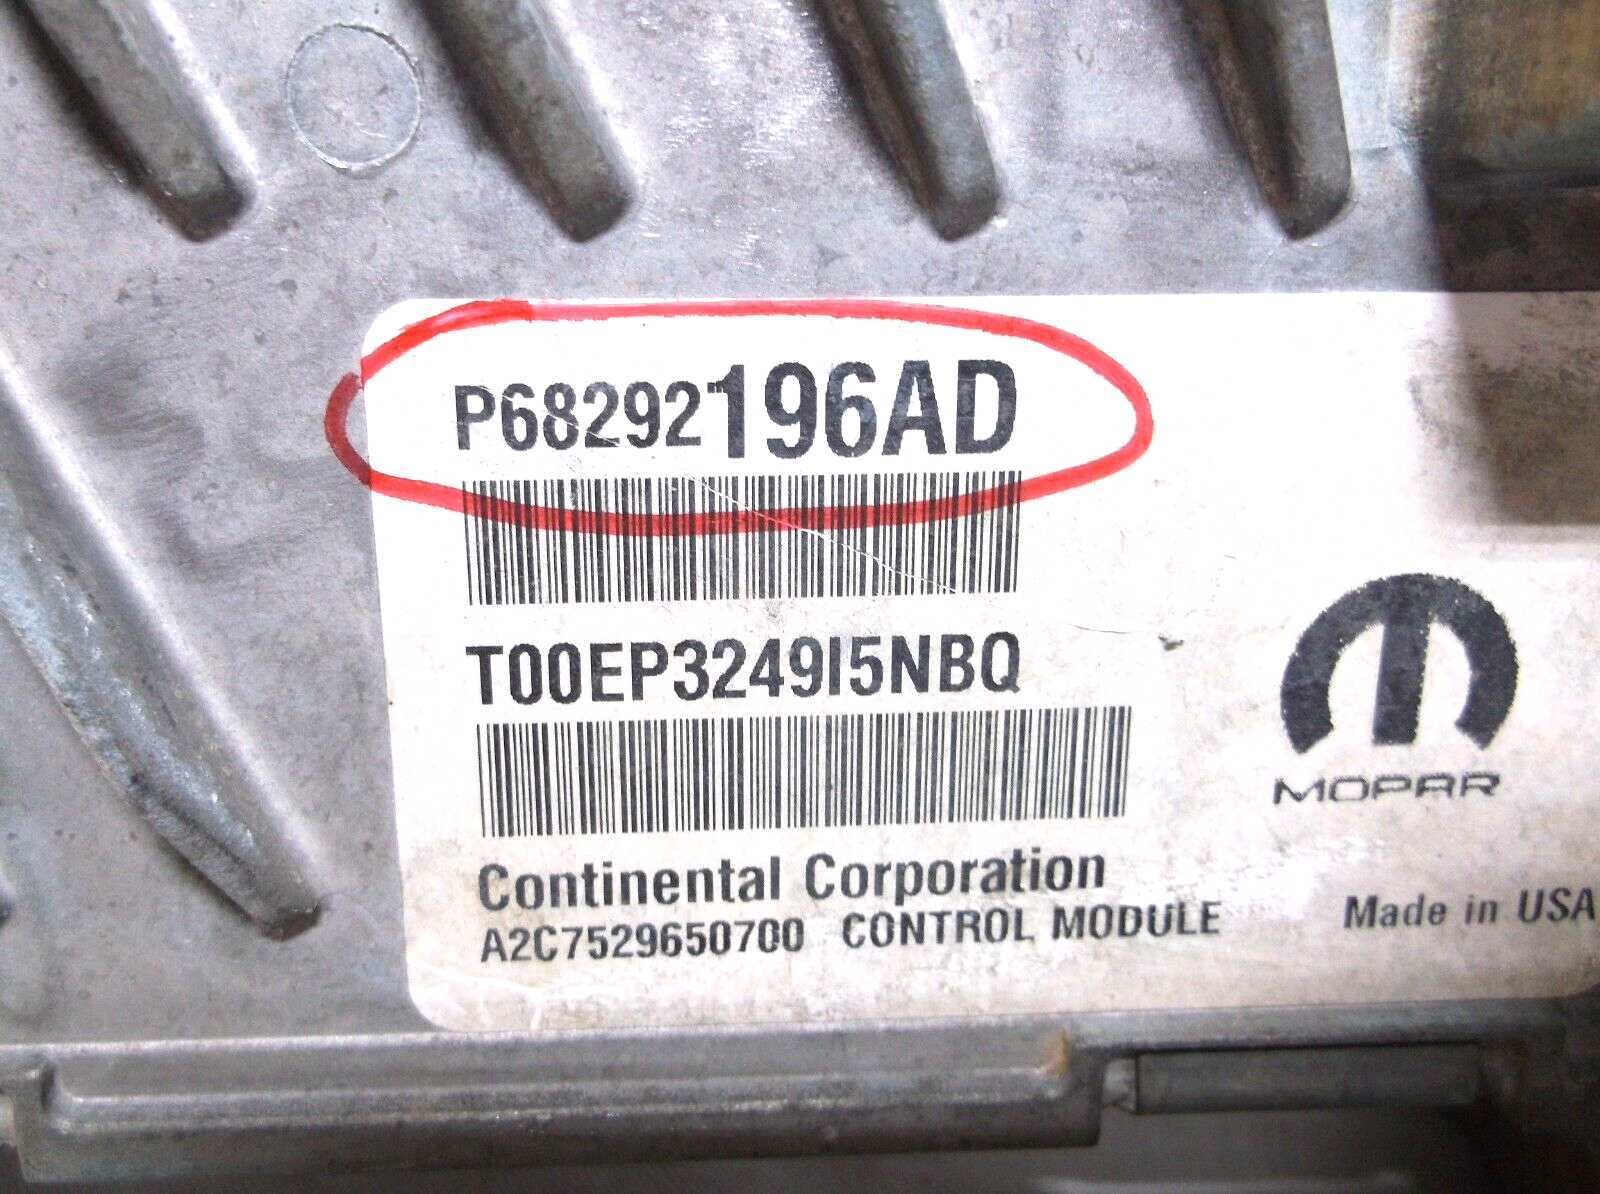 P68292196AD
T00EP3249I5NBQ
MOPAR
Continental Corporation
A2C7529650700 CONTROL MODULE
Made in USA